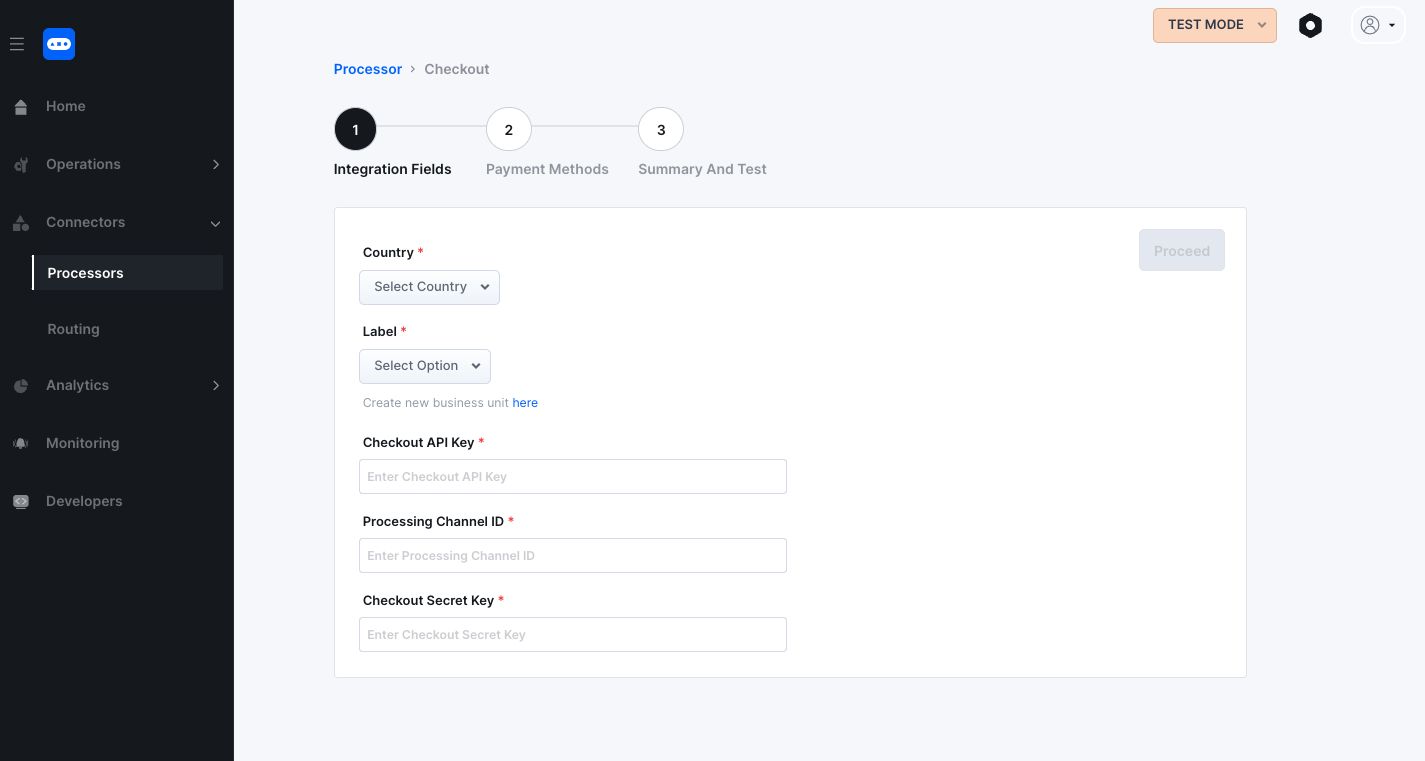 TEST MODE
Processor > Checkout
1
2
3
Integration Fields
Payment Methods
Summary And Test
Home
Operations
Connectors
Processors
Routing
Analytics
Monitoring
Developers
Proceed
Country *
Select Country
Label *
Select Option
Create new business unit here
Checkout API Key *
Enter Checkout API Key
Processing Channel ID *
Enter Processing Channel ID
Checkout Secret Key *
Enter Checkout Secret Key